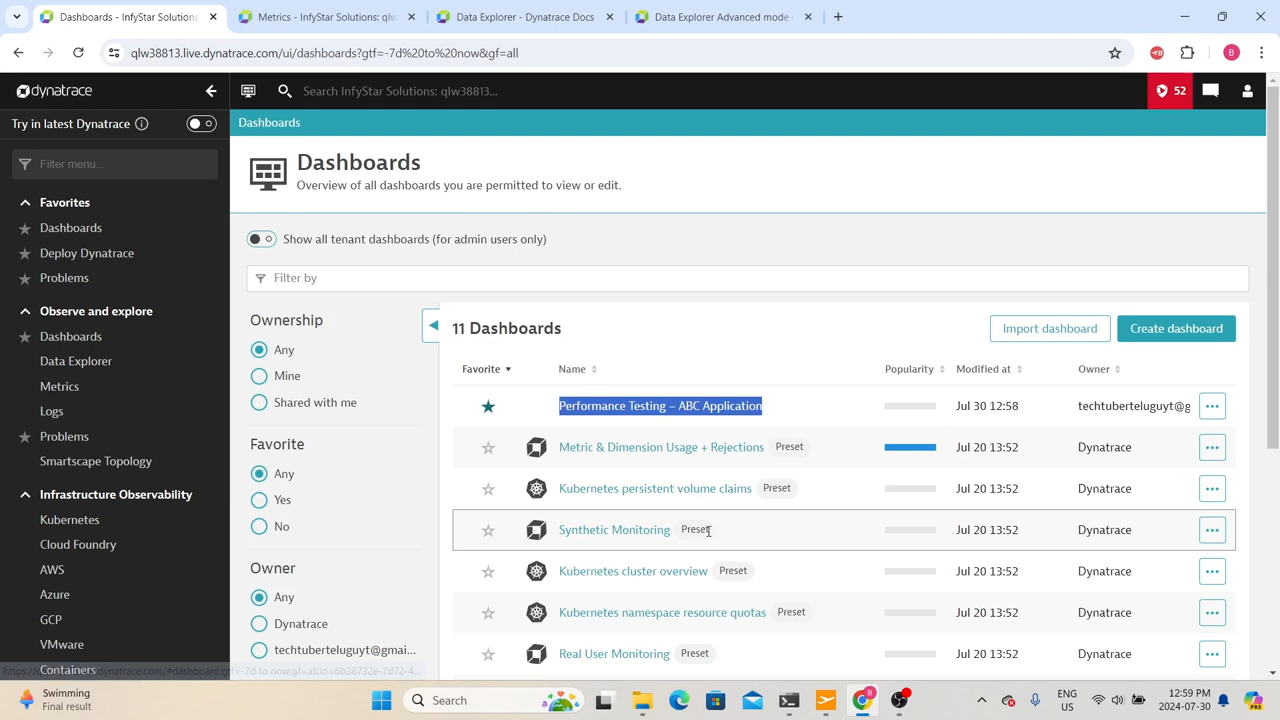 Dashboards - InfyStar Solutions:
Metrics - InfyStar Solutions: qlw
Data Explorer - Dynatrace Docs
Data Explorer Advanced mode
qlw38813.live.dynatrace.com/ui/dashboards?gtf=-7d%20to%20now&gf=all
B
dynatrace
Search InfyStar Solutions: qlw38813...
52
Try in latest Dynatrace
Dashboards
Filter menu...
Dashboards
Overview of all dashboards you are permitted to view or edit.
Favorites
Dashboards
Deploy Dynatrace
Problems
Observe and explore
Dashboards
Data Explorer
Metrics
Logs
Problems
Smartscape Topology
Infrastructure Observability
Kubernetes
Cloud Foundry
AWS
Azure
GCP
VMware
Containers
Show all tenant dashboards (for admin users only)
Filter by
Ownership
Any
Mine
Shared with me
Favorite
Any
Yes
No
Owner
Any
Dynatrace
techtuberteluguyt@gmai...
11 Dashboards
Import dashboard
Create dashboard
Favorite Name Popularity Modified at Owner
Performance Testing – ABC Application Jul 30 12:58 techtuberteluguyt@g
Metric & Dimension Usage + Rejections Preset Jul 20 13:52 Dynatrace
Kubernetes persistent volume claims Preset Jul 20 13:52 Dynatrace
Synthetic Monitoring Preset Jul 20 13:52 Dynatrace
Kubernetes cluster overview Preset Jul 20 13:52 Dynatrace
Kubernetes namespace resource quotas Preset Jul 20 13:52 Dynatrace
Real User Monitoring Preset Jul 20 13:52 Dynatrace
Swimming
Final result
Search
ENG
US
12:59 PM
2024-07-30
PRE